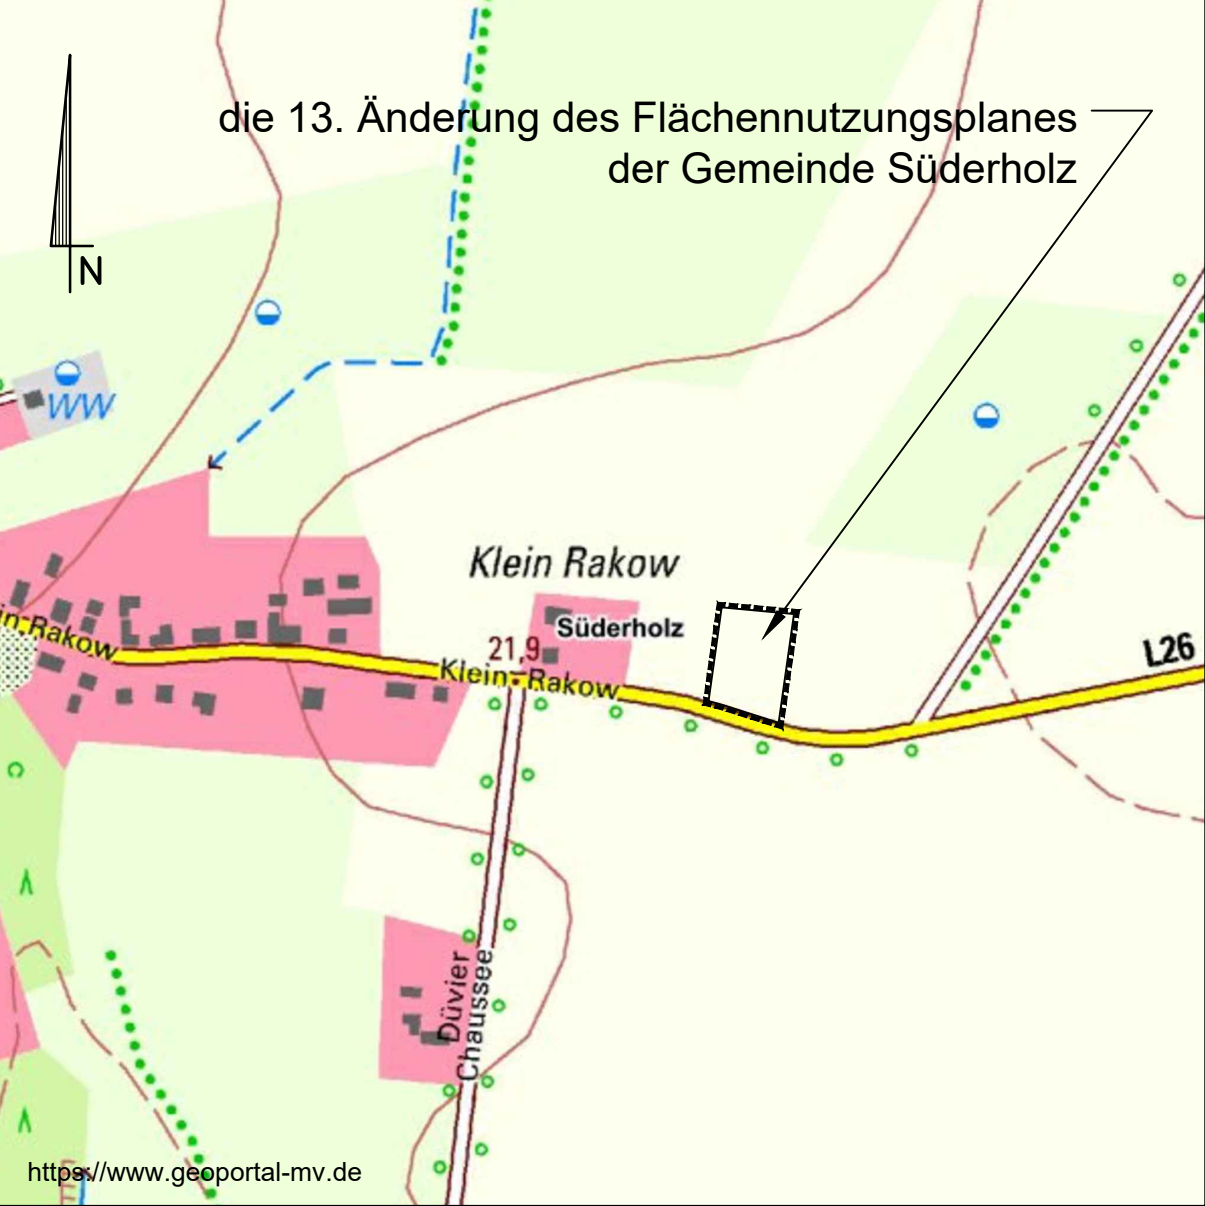 die 13. Änderung des Flächennutzungsplanes
der Gemeinde Süderholz
N
WW
Klein Rakow
Süderholz
in-Rakow
21,9
Klein-Rakow
L26
Düvier
Chaussee
https://www.geoportal-mv.de